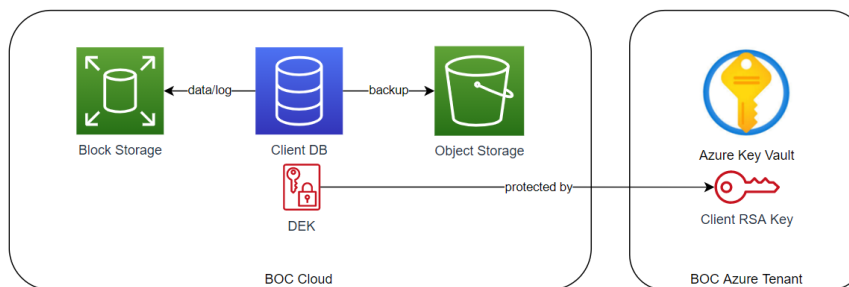 data/log
backup
Block Storage
Client DB
Object Storage
Azure Key Vault
protected by
DEK
Client RSA Key
BOC Cloud
BOC Azure Tenant